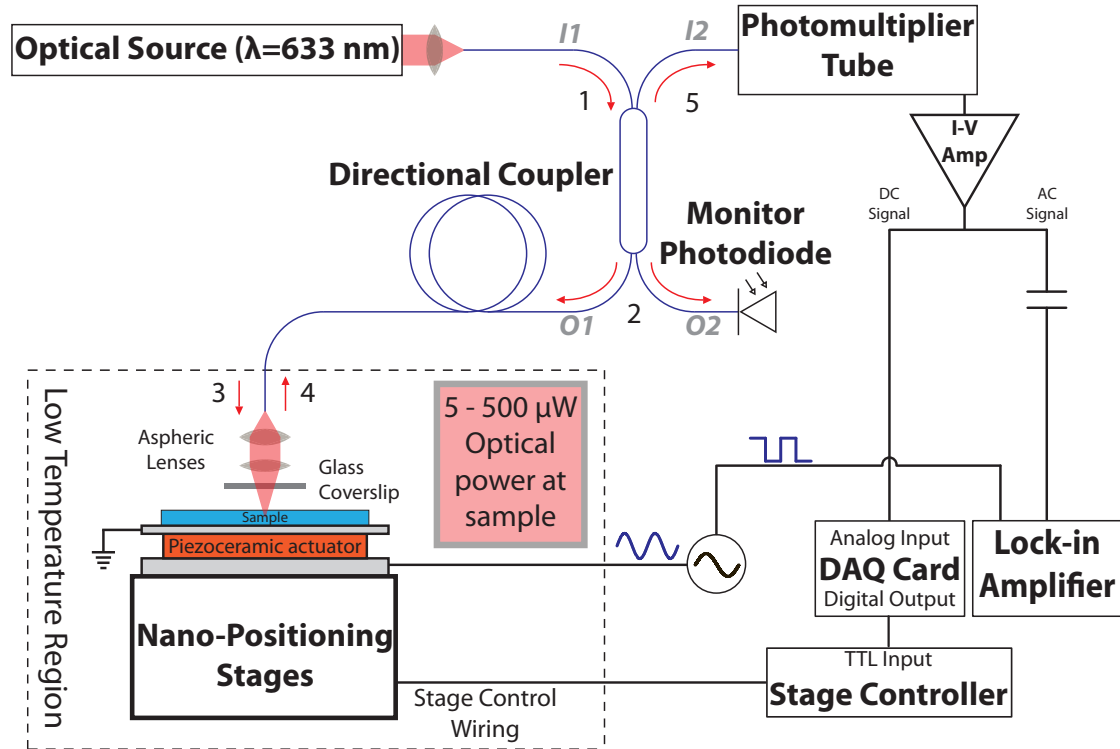 Optical Source (λ=633 nm)
I1
I2
Photomultiplier
Tube
1
5
I-V
Amp
Directional Coupler
DC
Signal
AC
Signal
Monitor
Photodiode
O1
2
O2
Low Temperature Region
3
4
Aspheric
Lenses
Glass
Coverslip
5 - 500 μW
Optical
power at
sample
Sample
Piezoceramic actuator
Analog Input
DAQ Card
Digital Output
Lock-in
Amplifier
Nano-Positioning
Stages
Stage Control
Wiring
TTL Input
Stage Controller